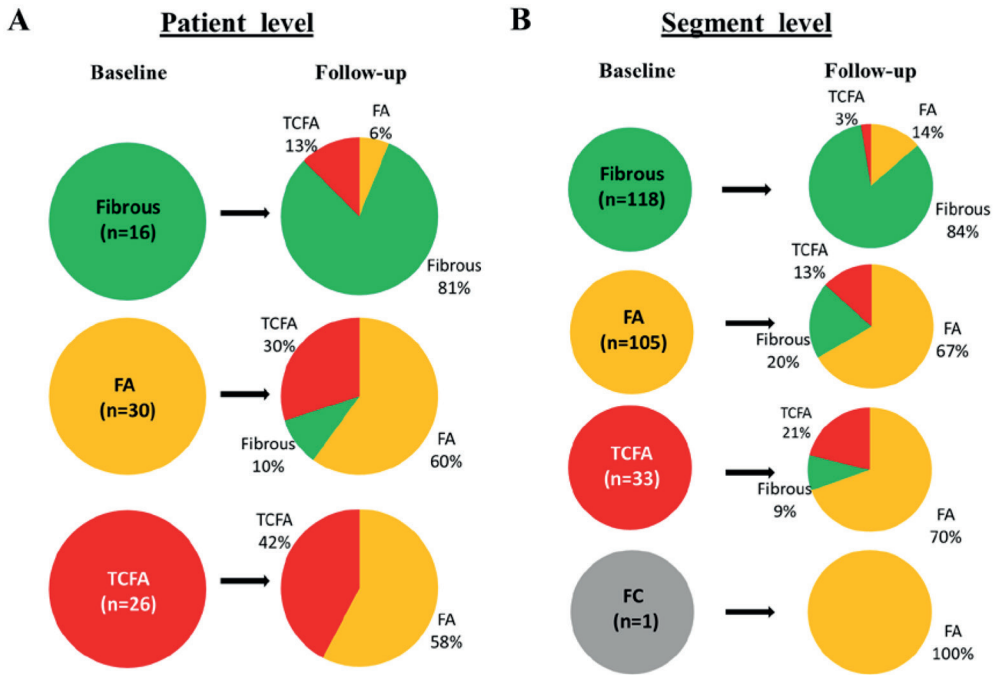 A
Patient level
Baseline
Follow-up
Fibrous
(n=16)
TCFA
13%
FA
6%
Fibrous
81%
FA
(n=30)
TCFA
30%
Fibrous
10%
FA
60%
TCFA
(n=26)
TCFA
42%
FA
58%
B
Segment level
Baseline
Follow-up
Fibrous
(n=118)
TCFA
3%
FA
14%
Fibrous
84%
FA
(n=105)
TCFA
13%
Fibrous
20%
FA
67%
TCFA
(n=33)
TCFA
21%
Fibrous
9%
FA
70%
FC
(n=1)
FA
100%